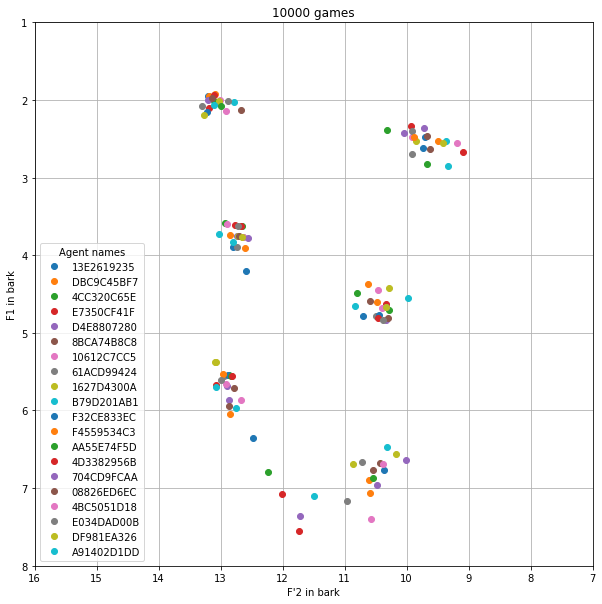 10000 games
1
2
3
4
5
6
7
8
F1 in bark
Agent names
13E2619235
DBC9C45BF7
4CC320C65E
E7350CF41F
D4E8807280
8BCA74B8C8
10612C7CC5
61ACD99424
1627D4300A
B79D201AB1
F32CE833EC
F4559534C3
AA55E74F5D
4D3382956B
704CD9FCAA
08826ED6EC
4BC5051D18
E034DAD00B
DF981EA326
A91402D1DD
16 15 14 13 12 11 10 9 8 7
F'2 in bark